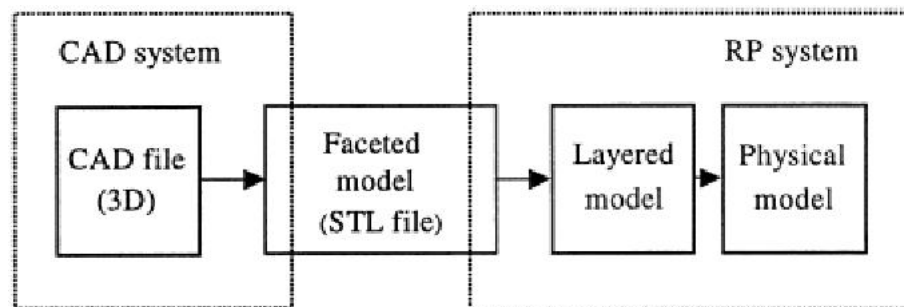 CAD system
RP system
CAD file
(3D)
Faceted
model
(STL file)
Layered
model
Physical
model